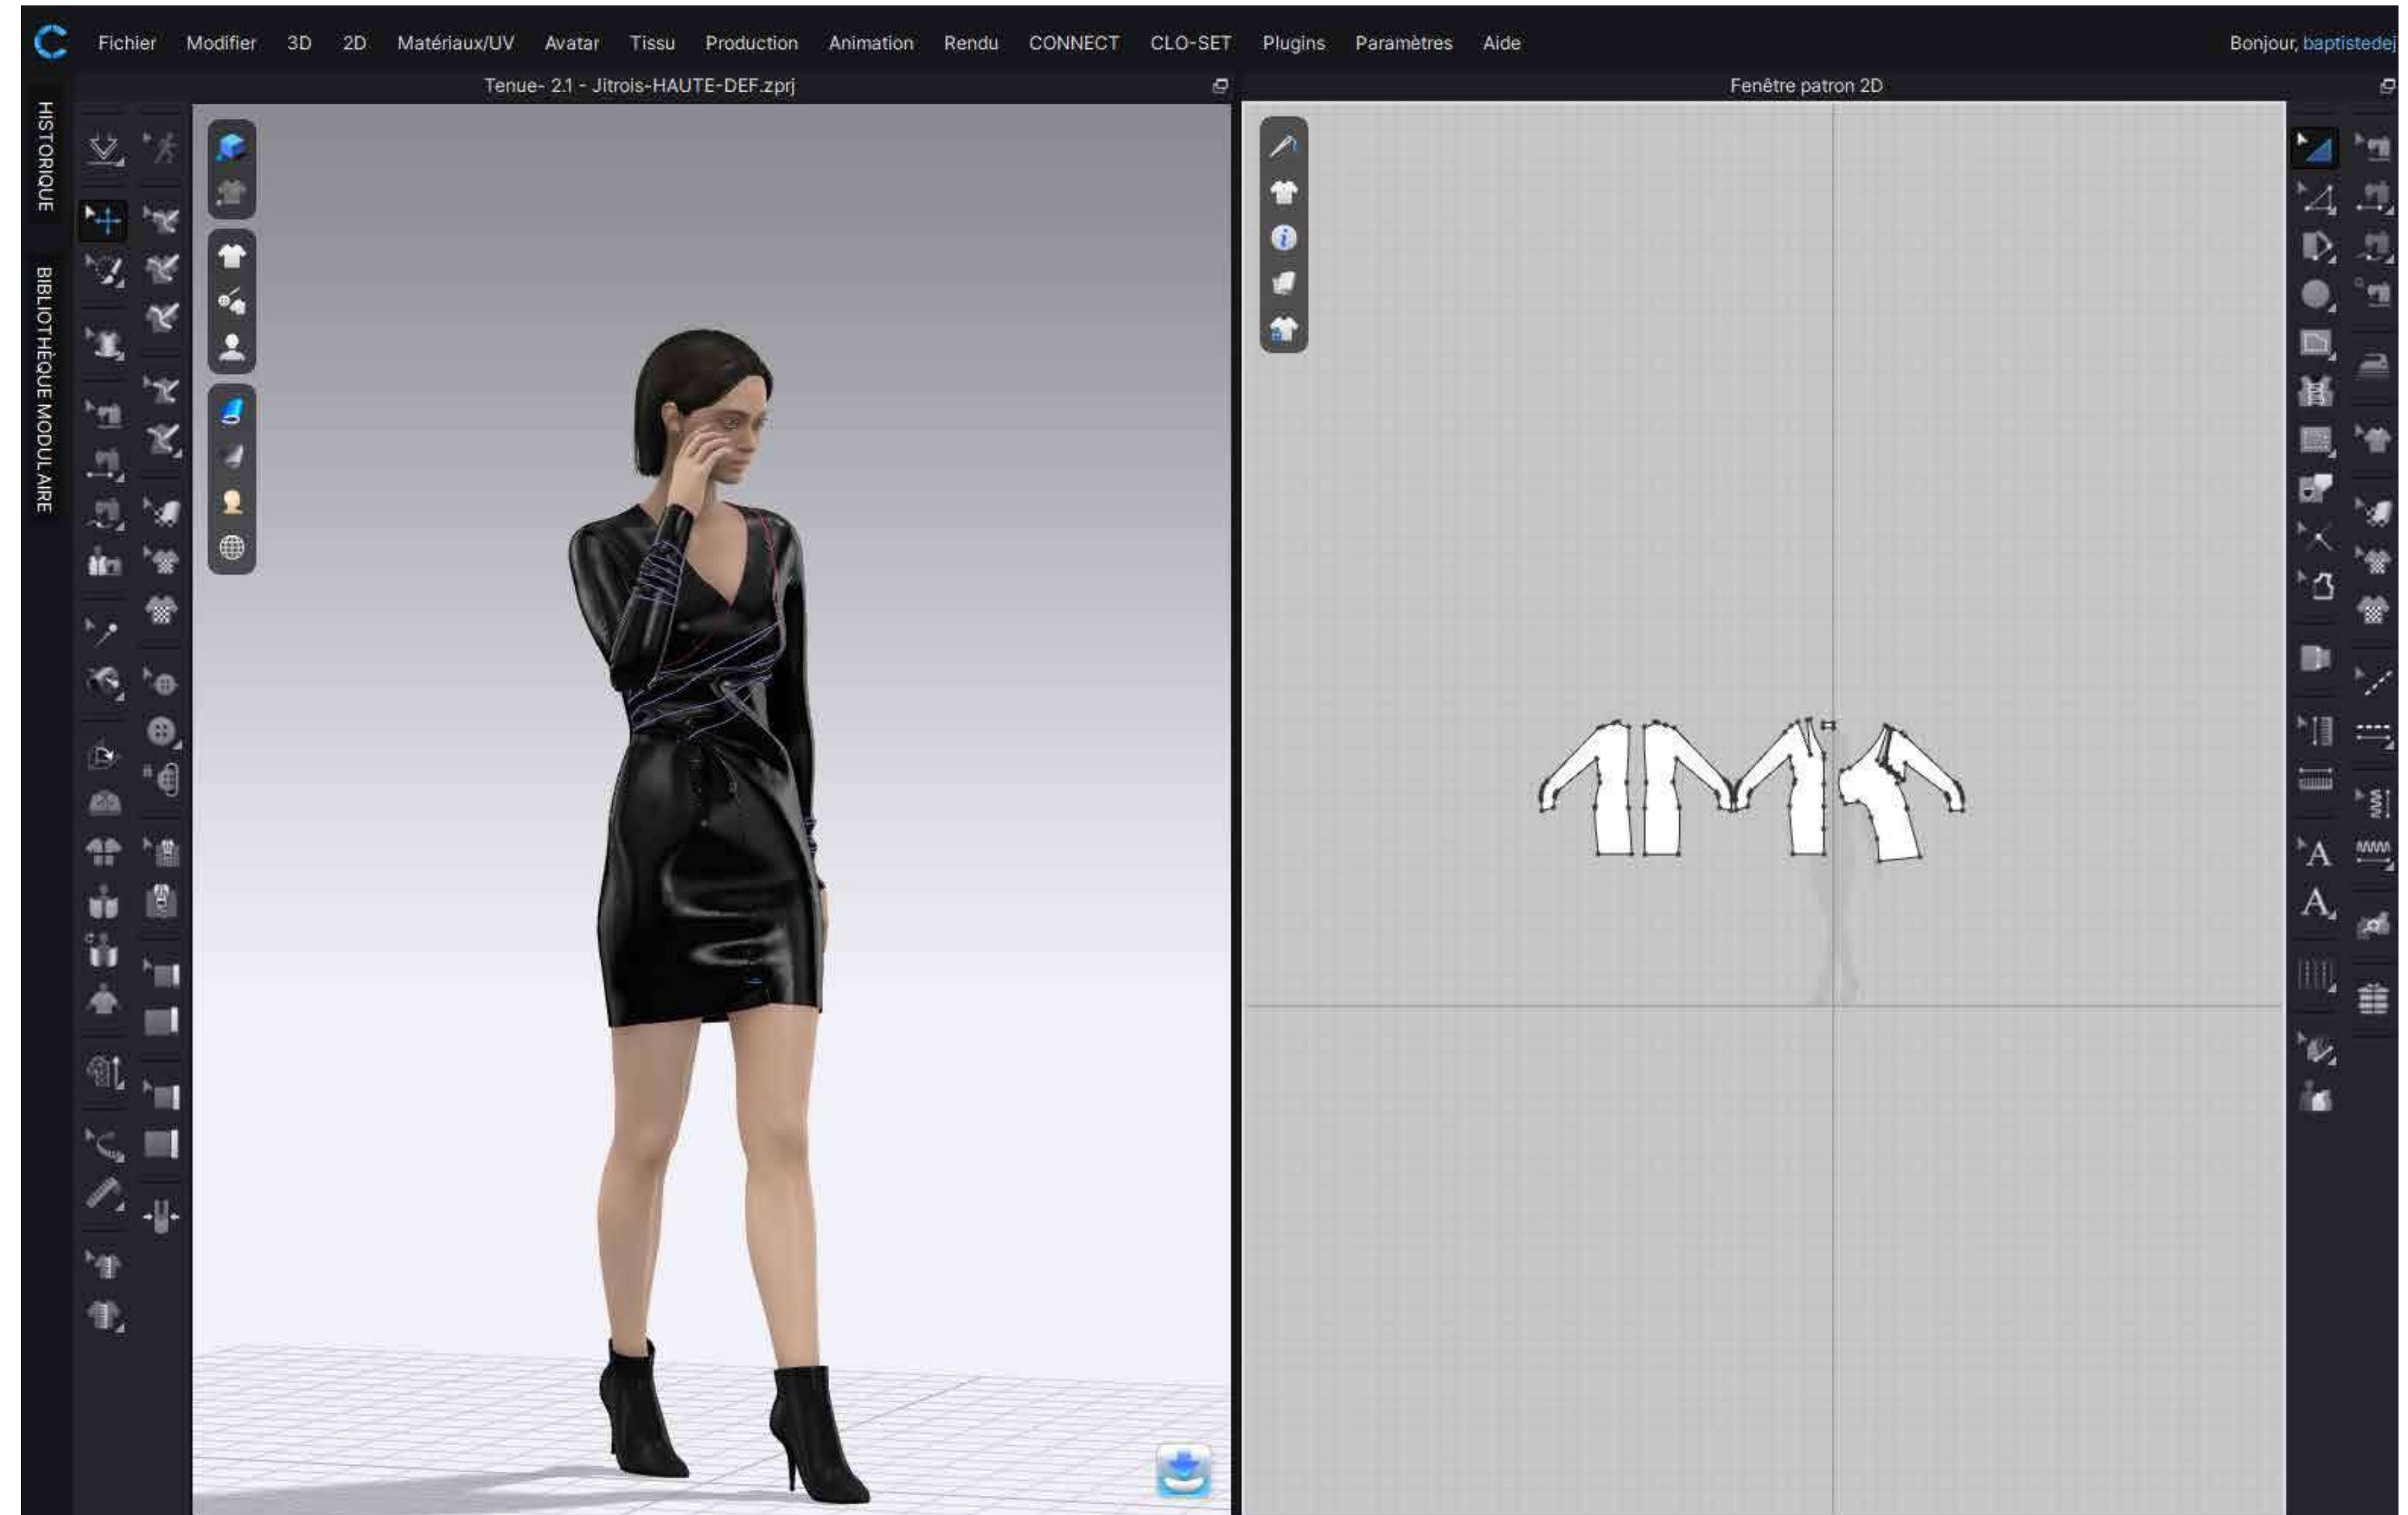 Fichier Modifier 3D 2D Matériaux/UV Avatar Tissu Production Animation Rendu CONNECT CLO-SET Plugins Paramètres Aide Bonjour, baptistedej
Tenue- 2.1 - Jitrois-HAUTE-DEF.zprj
Fenêtre patron 2D
HISTORIQUE
BIBLIOTHÈQUE MODULAIRE
A
A